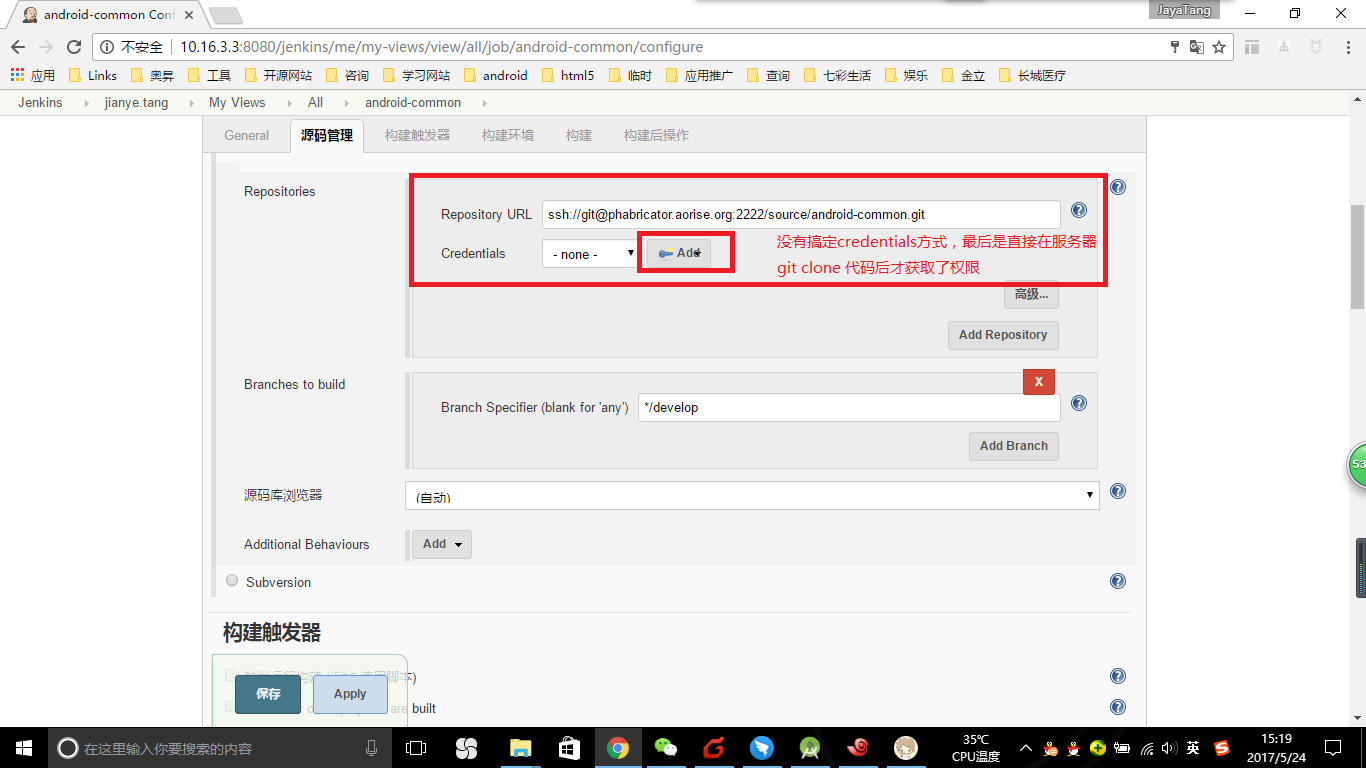 android-common Conf
JayaTang
不安全 10.16.3.3:8080/jenkins/me/my-views/view/all/job/android-common/configure
应用 Links 奥昇 工具 开源网站 咨询 学习网站 android html5 临时 应用推广 查询 七彩生活 娱乐 金立 长城医疗
Jenkins jianye.tang My Views All android-common
General 源码管理 构建触发器 构建环境 构建 构建后操作
Repositories
Repository URL ssh://git@phabricator.aorise.org:2222/source/android-common.git
Credentials - none - Add
没有搞定credentials方式，最后是直接在服务器
git clone 代码后才获取了权限
高级...
Add Repository
Branches to build
X
Branch Specifier (blank for 'any') */develop
Add Branch
源码库浏览器 (自动)
Additional Behaviours Add
Subversion
构建触发器
保存 Apply
are built
53
在这里输入你要搜索的内容
35℃
CPU温度
英
15:19
2017/5/24